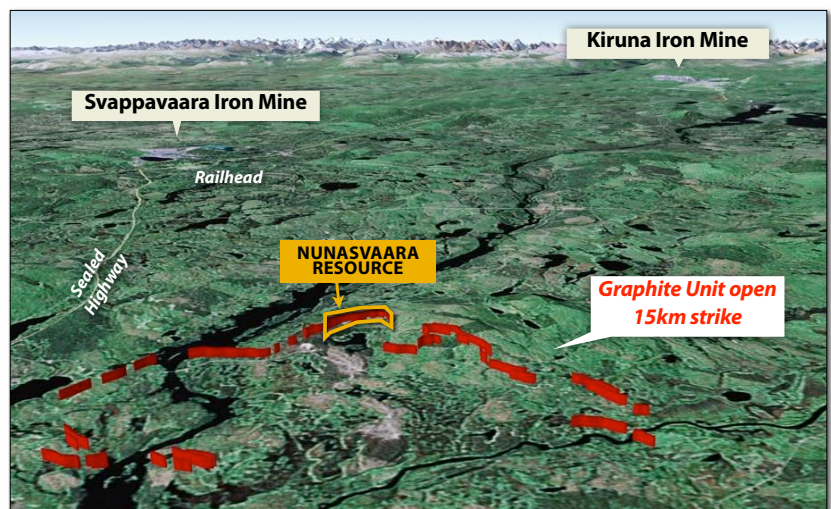 Kiruna Iron Mine
Svappavaara Iron Mine
Railhead
Sealed
Highway
NUNASVAARA
RESOURCE
Graphite Unit open
15km strike